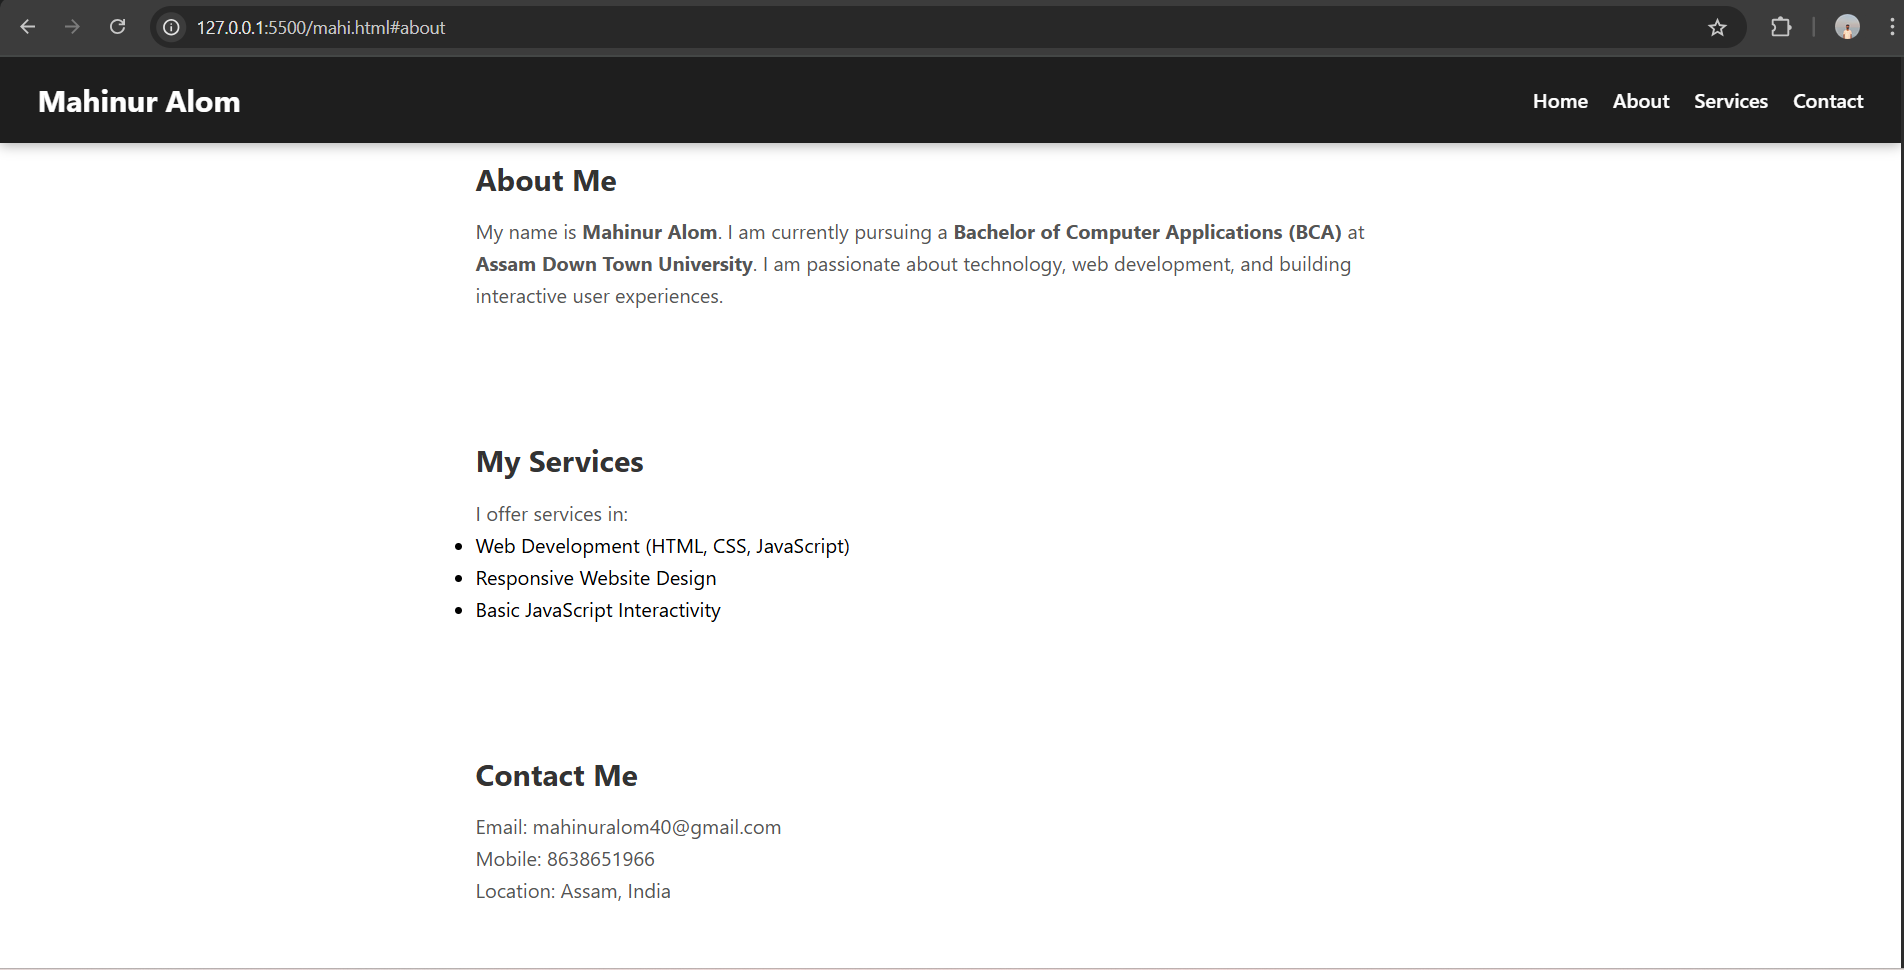 127.0.0.1:5500/mahi.html#about
Mahinur Alom
Home About Services Contact
About Me
My name is Mahinur Alom. I am currently pursuing a Bachelor of Computer Applications (BCA) at
Assam Down Town University. I am passionate about technology, web development, and building
interactive user experiences.
My Services
I offer services in:
• Web Development (HTML, CSS, JavaScript)
• Responsive Website Design
• Basic JavaScript Interactivity
Contact Me
Email: mahinuralom40@gmail.com
Mobile: 8638651966
Location: Assam, India